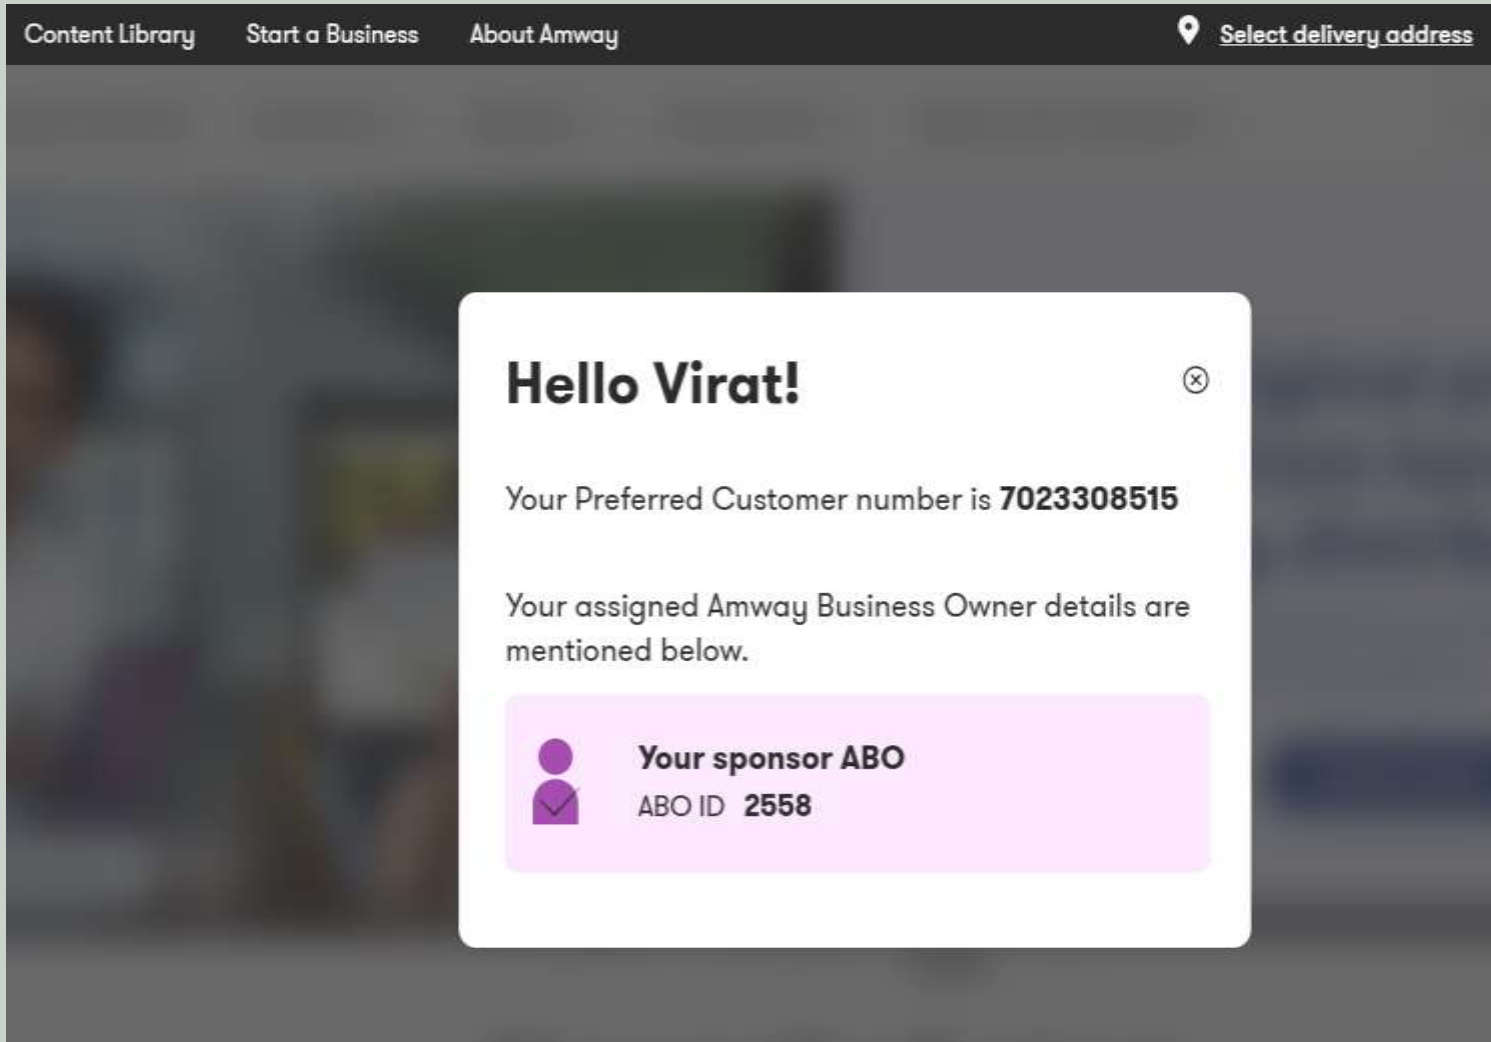 Content Library
Start a Business
About Amway
Select delivery address
Hello Virat!
Your Preferred Customer number is 7023308515
Your assigned Amway Business Owner details are
mentioned below.
Your sponsor ABO
ABO ID 2558